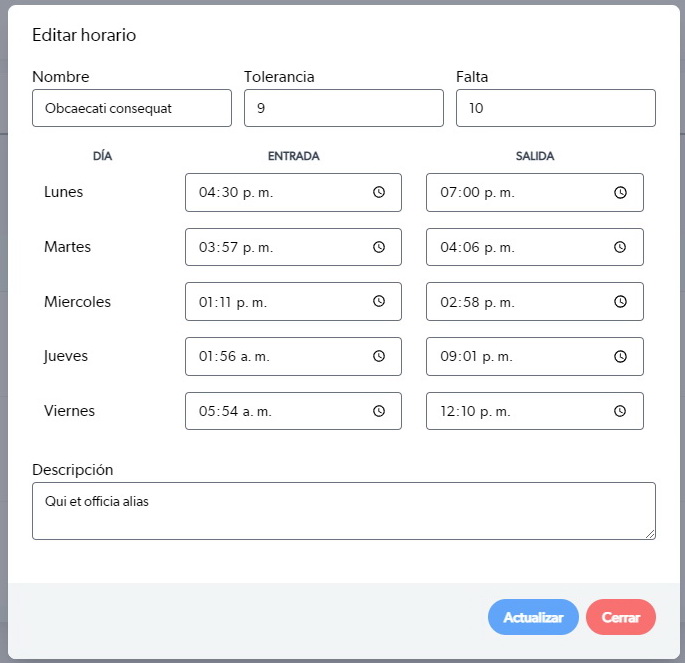 Editar horario
Nombre Tolerancia Falta
Obcaecati consequat 9 10
DÍA ENTRADA SALIDA
Lunes 04:30 p. m. 07:00 p. m.
Martes 03:57 p. m. 04:06 p. m.
Miercoles 01:11 p. m. 02:58 p. m.
Jueves 01:56 a. m. 09:01 p. m.
Viernes 05:54 a. m. 12:10 p. m.
Descripción
Qui et officia alias
Actualizar Cerrar